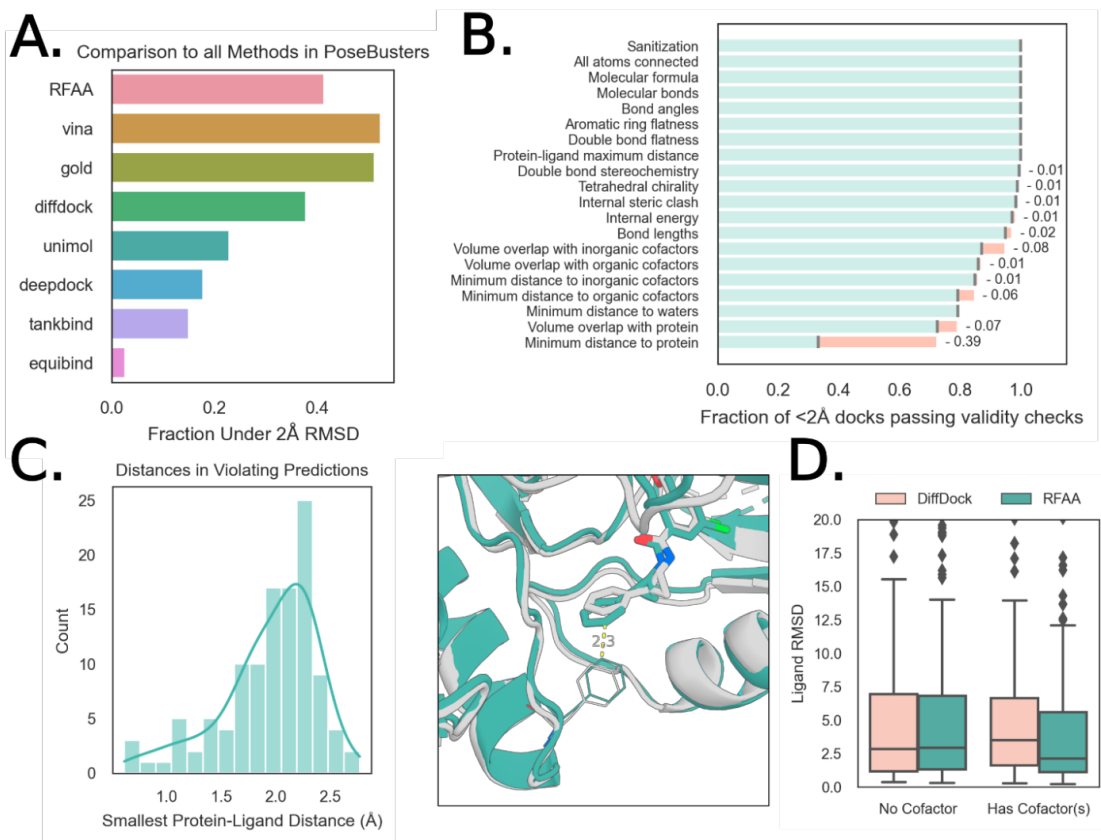 A.
Comparison to all Methods in PoseBusters
RFAA
vina
gold
diffdock
unimol
deepdock
tankbind
equibind
0.0 0.2 0.4
Fraction Under 2Å RMSD
B.
Sanitization
All atoms connected
Molecular formula
Molecular bonds
Bond angles
Aromatic ring flatness
Double bond flatness
Protein-ligand maximum distance
Double bond stereochemistry - 0.01
Tetrahedral chirality - 0.01
Internal steric clash - 0.01
Internal energy - 0.01
Bond lengths - 0.02
Volume overlap with inorganic cofactors - 0.08
Volume overlap with organic cofactors - 0.01
Minimum distance to inorganic cofactors - 0.01
Minimum distance to organic cofactors - 0.06
Minimum distance to waters
Volume overlap with protein - 0.07
Minimum distance to protein - 0.39
0.0 0.2 0.4 0.6 0.8 1.0
Fraction of <2Å docks passing validity checks
C.
Distances in Violating Predictions
25
20
15
10
5
0
Count
1.0 1.5 2.0 2.5
Smallest Protein-Ligand Distance (Å)
2.3
D.
DiffDock RFAA
20.0
17.5
15.0
12.5
10.0
7.5
5.0
2.5
0.0
Ligand RMSD
No Cofactor Has Cofactor(s)